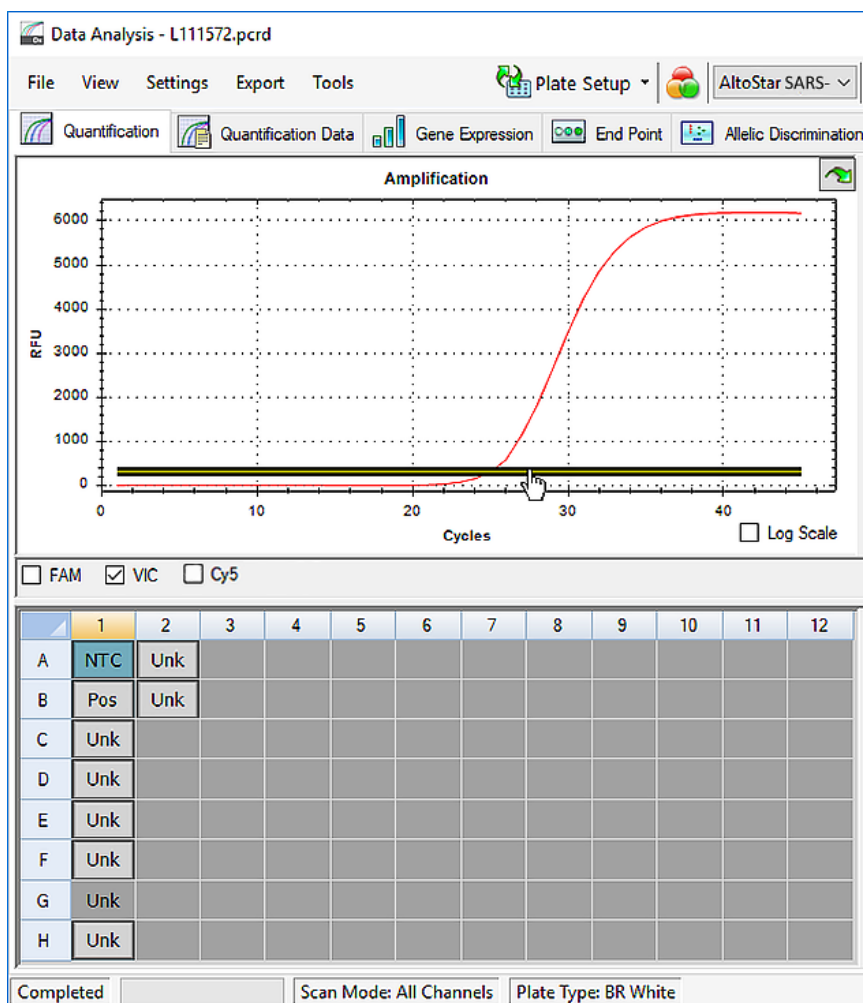 Data Analysis - L111572.pcrd
File View Settings Export Tools Plate Setup AltoStar SARS-
Quantification Quantification Data Gene Expression End Point Allelic Discrimination
Amplification
6000
5000
4000
3000
2000
1000
0
RFU
0 10 20 30 40
Cycles
Log Scale
FAM VIC Cy5
1 2 3 4 5 6 7 8 9 10 11 12
A NTC Unk
B Pos Unk
C Unk
D Unk
E Unk
F Unk
G Unk
H Unk
Completed Scan Mode: All Channels Plate Type: BR White